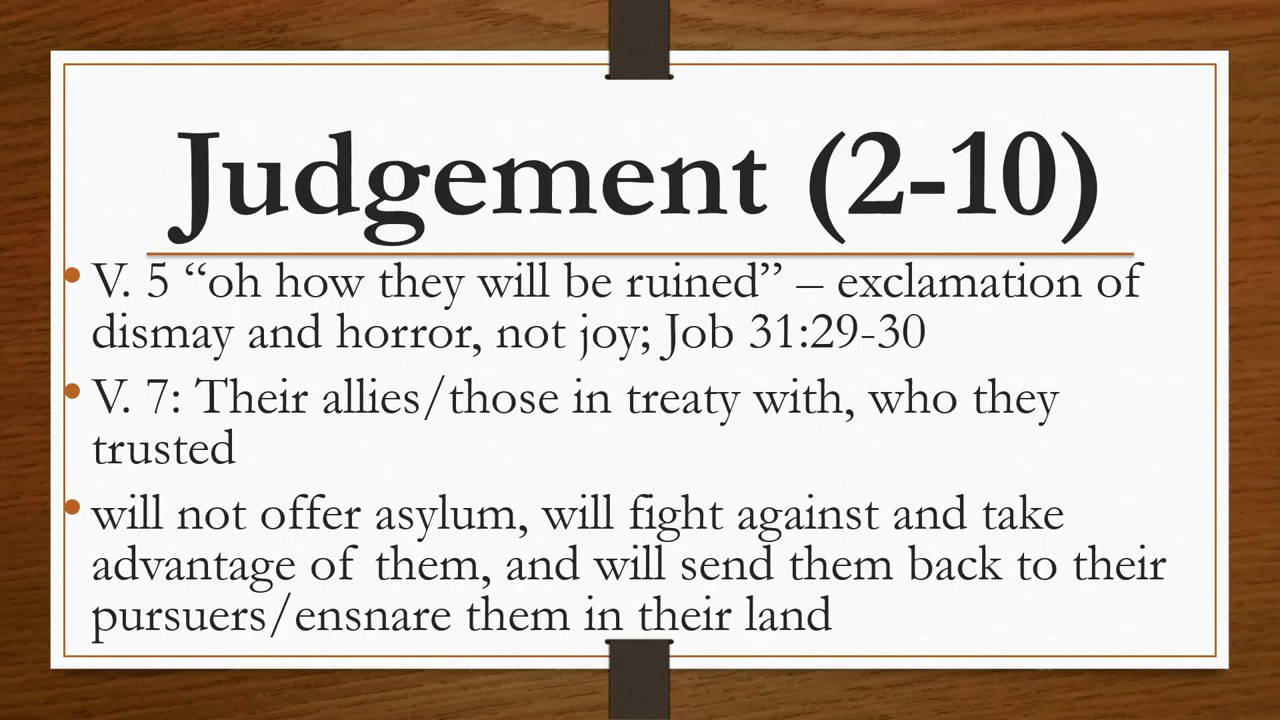 Judgement (2-10)
• V. 5 “oh how they will be ruined” – exclamation of
dismay and horror, not joy; Job 31:29-30
• V. 7: Their allies/those in treaty with, who they
trusted
• will not offer asylum, will fight against and take
advantage of them, and will send them back to their
pursuers/ensnare them in their land